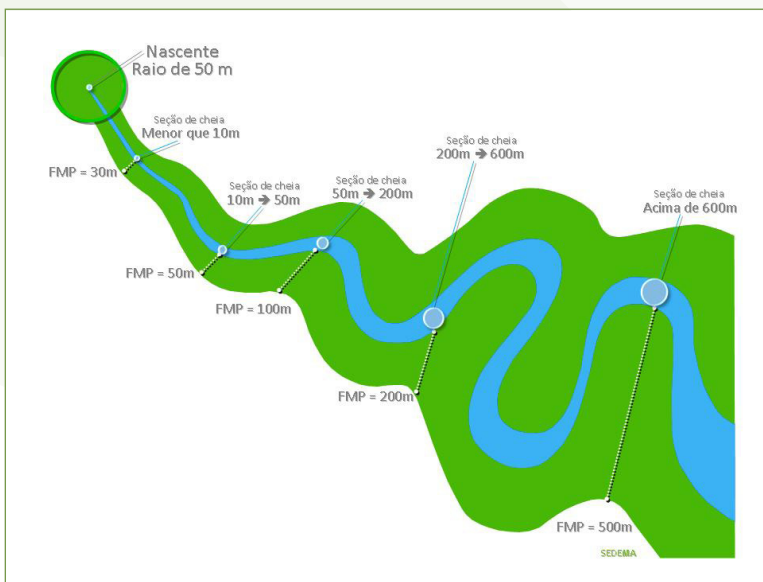 Nascente
Raio de 50 m
Seção de cheia
Menor que 10m
FMP = 30m
Seção de cheia
10m ➔ 50m
FMP = 50m
Seção de cheia
50m ➔ 200m
FMP = 100m
Seção de cheia
200m ➔ 600m
FMP = 200m
Seção de cheia
Acima de 600m
FMP = 500m
SEDEMA